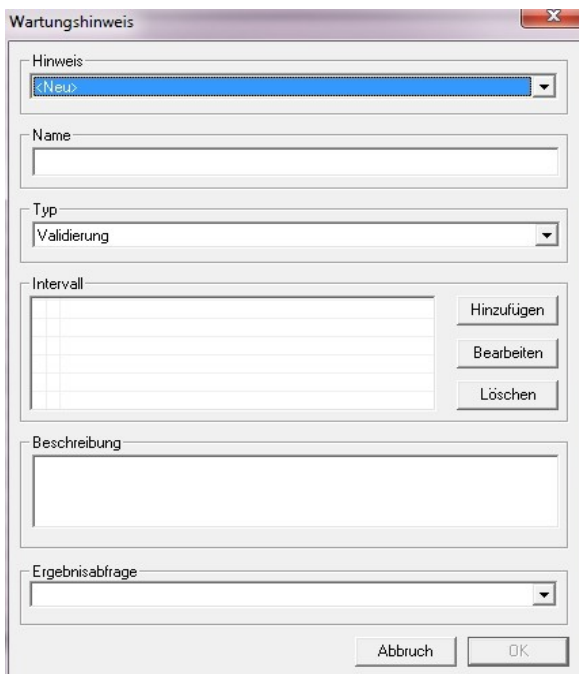 Wartungshinweis
Hinweis
<Neu>
Name
Typ
Validierung
Intervall
Hinzufügen
Bearbeiten
Löschen
Beschreibung
Ergebnisabfrage
Abbruch
OK